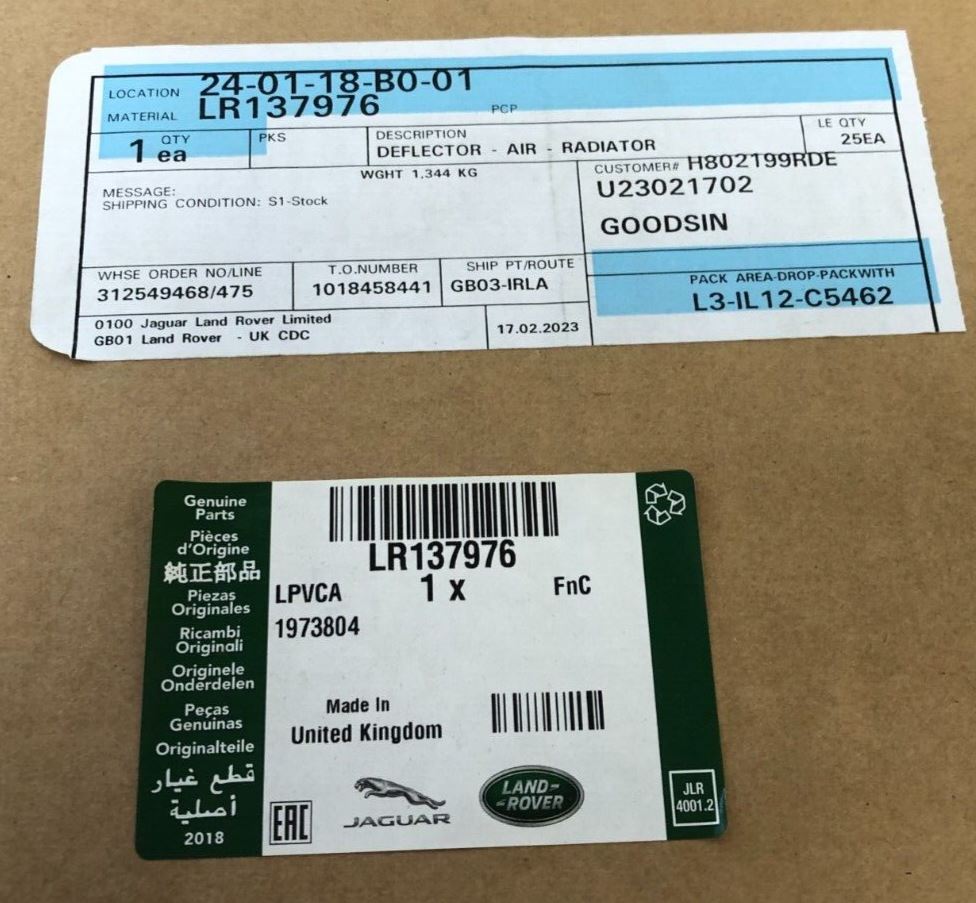 LOCATION 24-01-18-B0-01
MATERIAL LR137976 PCP
QTY 1 ea
PKS
DESCRIPTION
DEFLECTOR - AIR - RADIATOR
LE QTY
25EA
WGHT 1,344 KG
MESSAGE:
SHIPPING CONDITION: S1-Stock
CUSTOMER# H802199RDE
U23021702
GOODSIN
WHSE ORDER NO/LINE
312549468/475
T.O.NUMBER
1018458441
SHIP PT/ROUTE
GB03-IRLA
PACK AREA-DROP-PACKWITH
L3-IL12-C5462
0100 Jaguar Land Rover Limited
GB01 Land Rover - UK CDC
17.02.2023
Genuine
Parts
Pièces
d'Origine
純正部品
Piezas
Originales
Ricambi
Originali
Originele
Onderdelen
Peças
Genuinas
Originalteile
قطع غيار
أصلية
2018
LR137976
LPVCA 1 x FnC
1973804
Made In
United Kingdom
EAC
JAGUAR
LAND-
-ROVER
JLR
4001.2